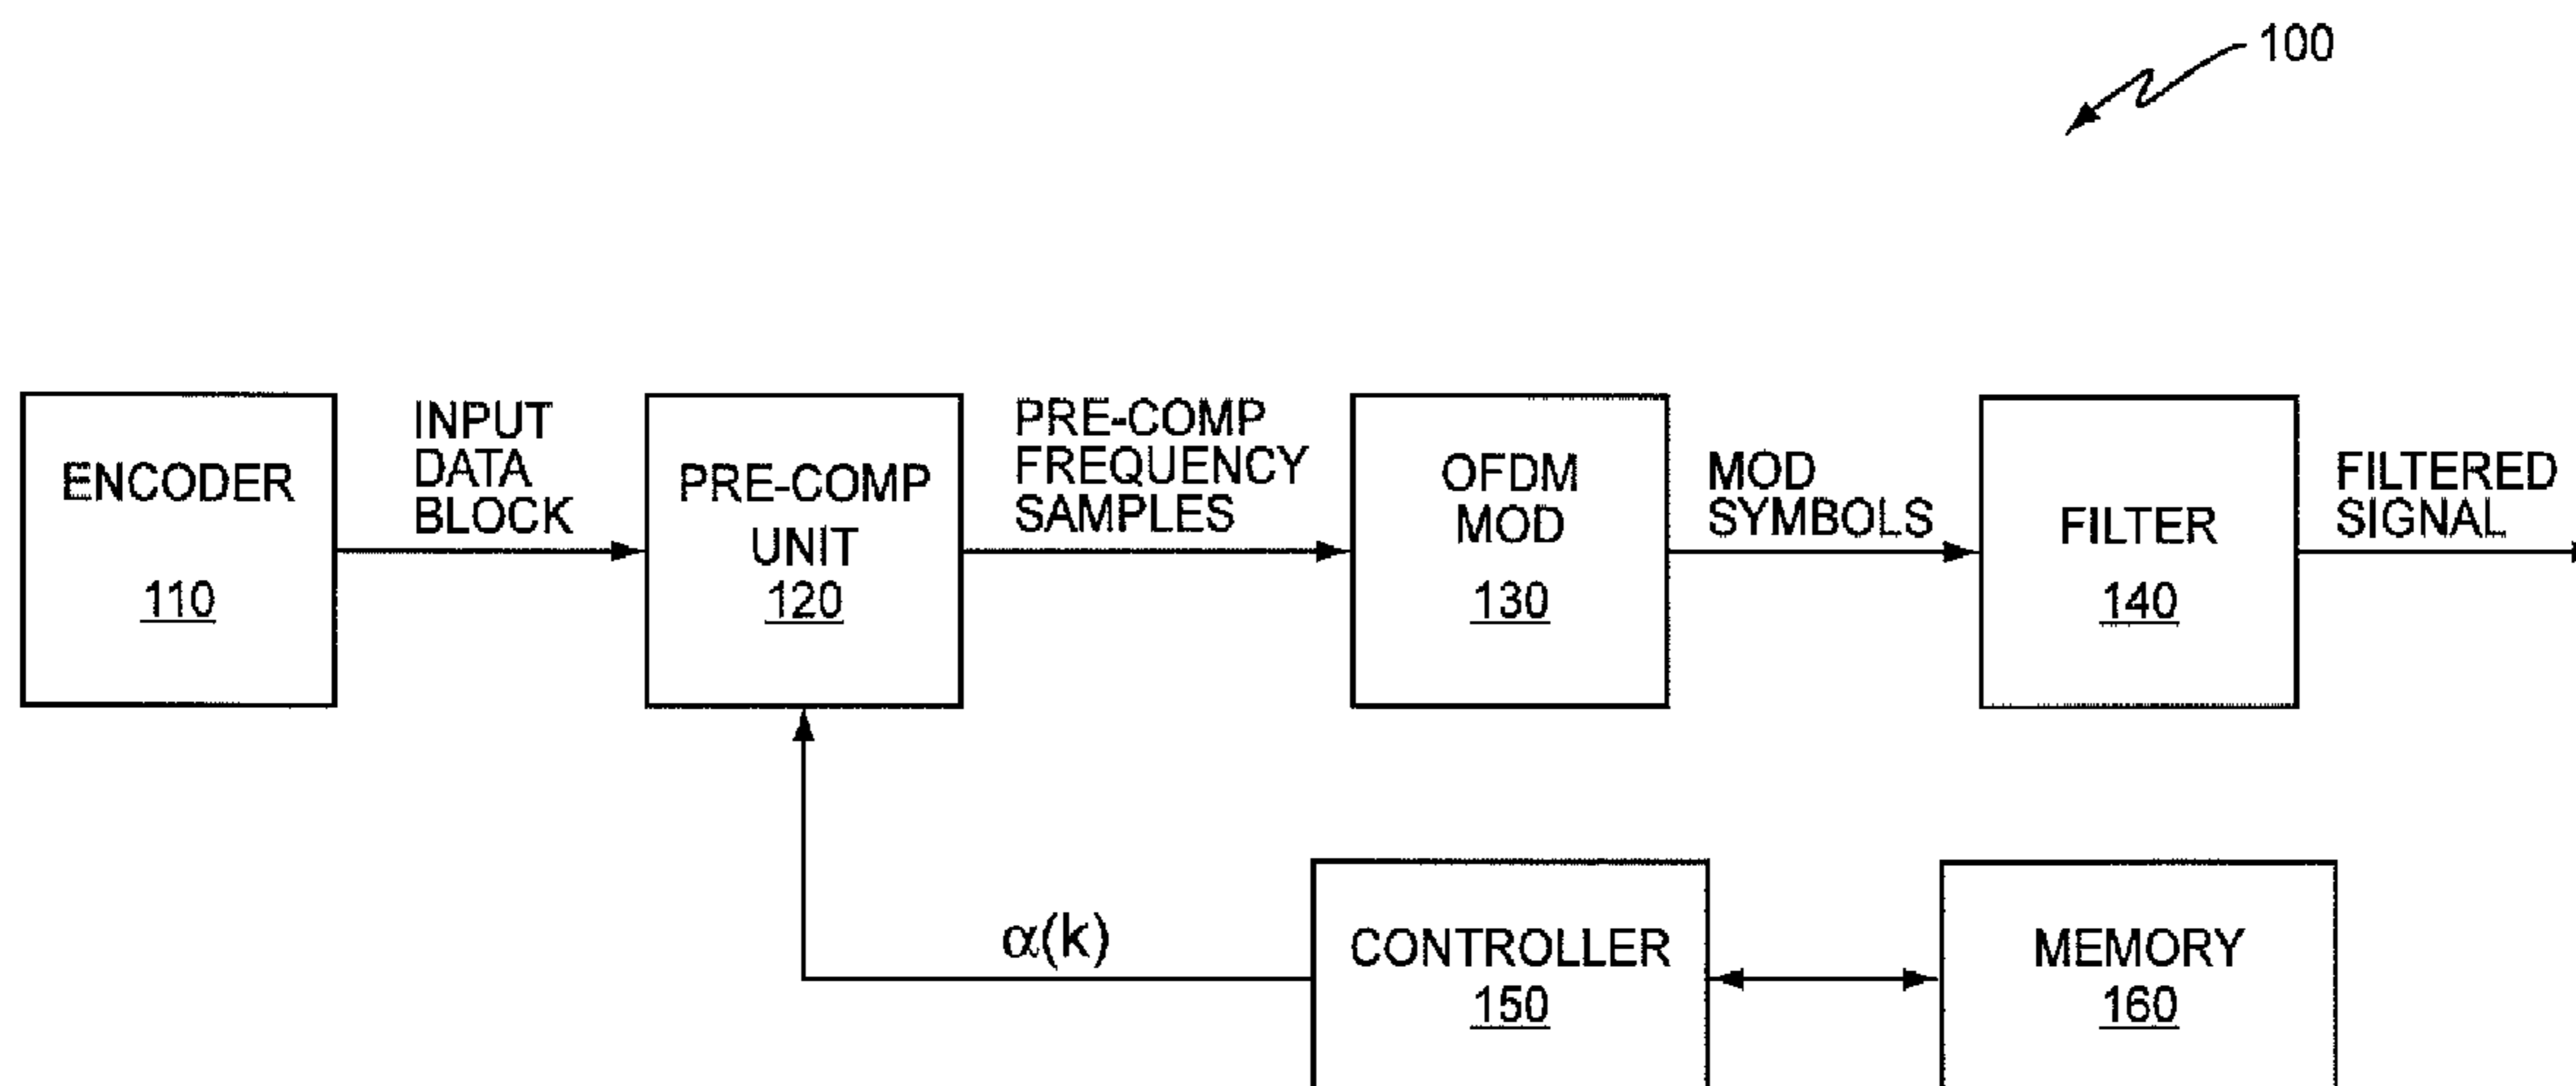 100
ENCODER
110
INPUT
DATA
BLOCK
PRE-COMP
UNIT
120
PRE-COMP
FREQUENCY
SAMPLES
OFDM
MOD
130
MOD
SYMBOLS
FILTER
140
FILTERED
SIGNAL
α(k)
CONTROLLER
150
MEMORY
160